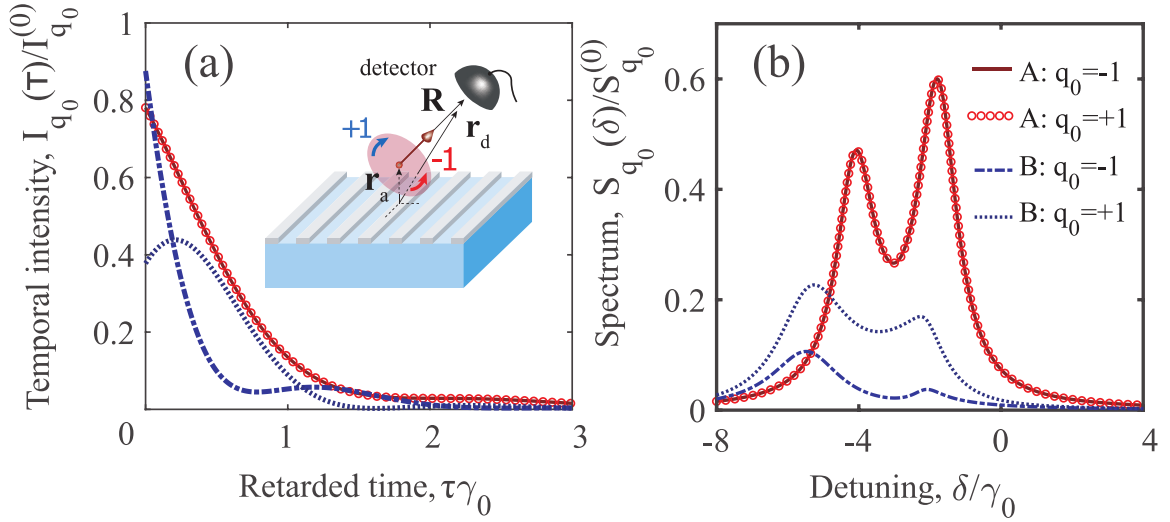 Temporal intensity, I_{q_0}(τ)/I^{(0)}_{q_0}
1
0.8
0.6
0.4
0.2
0
1
2
3
Retarded time, τγ_0
(a)
detector
R
r_d
+1
-1
r_a
Spectrum, S_{q_0}(δ)/S^{(0)}_{q_0}
0.6
0.4
0.2
0
-8
-4
0
4
Detuning, δ/γ_0
(b)
A: q_0=-1
A: q_0=+1
B: q_0=-1
B: q_0=+1